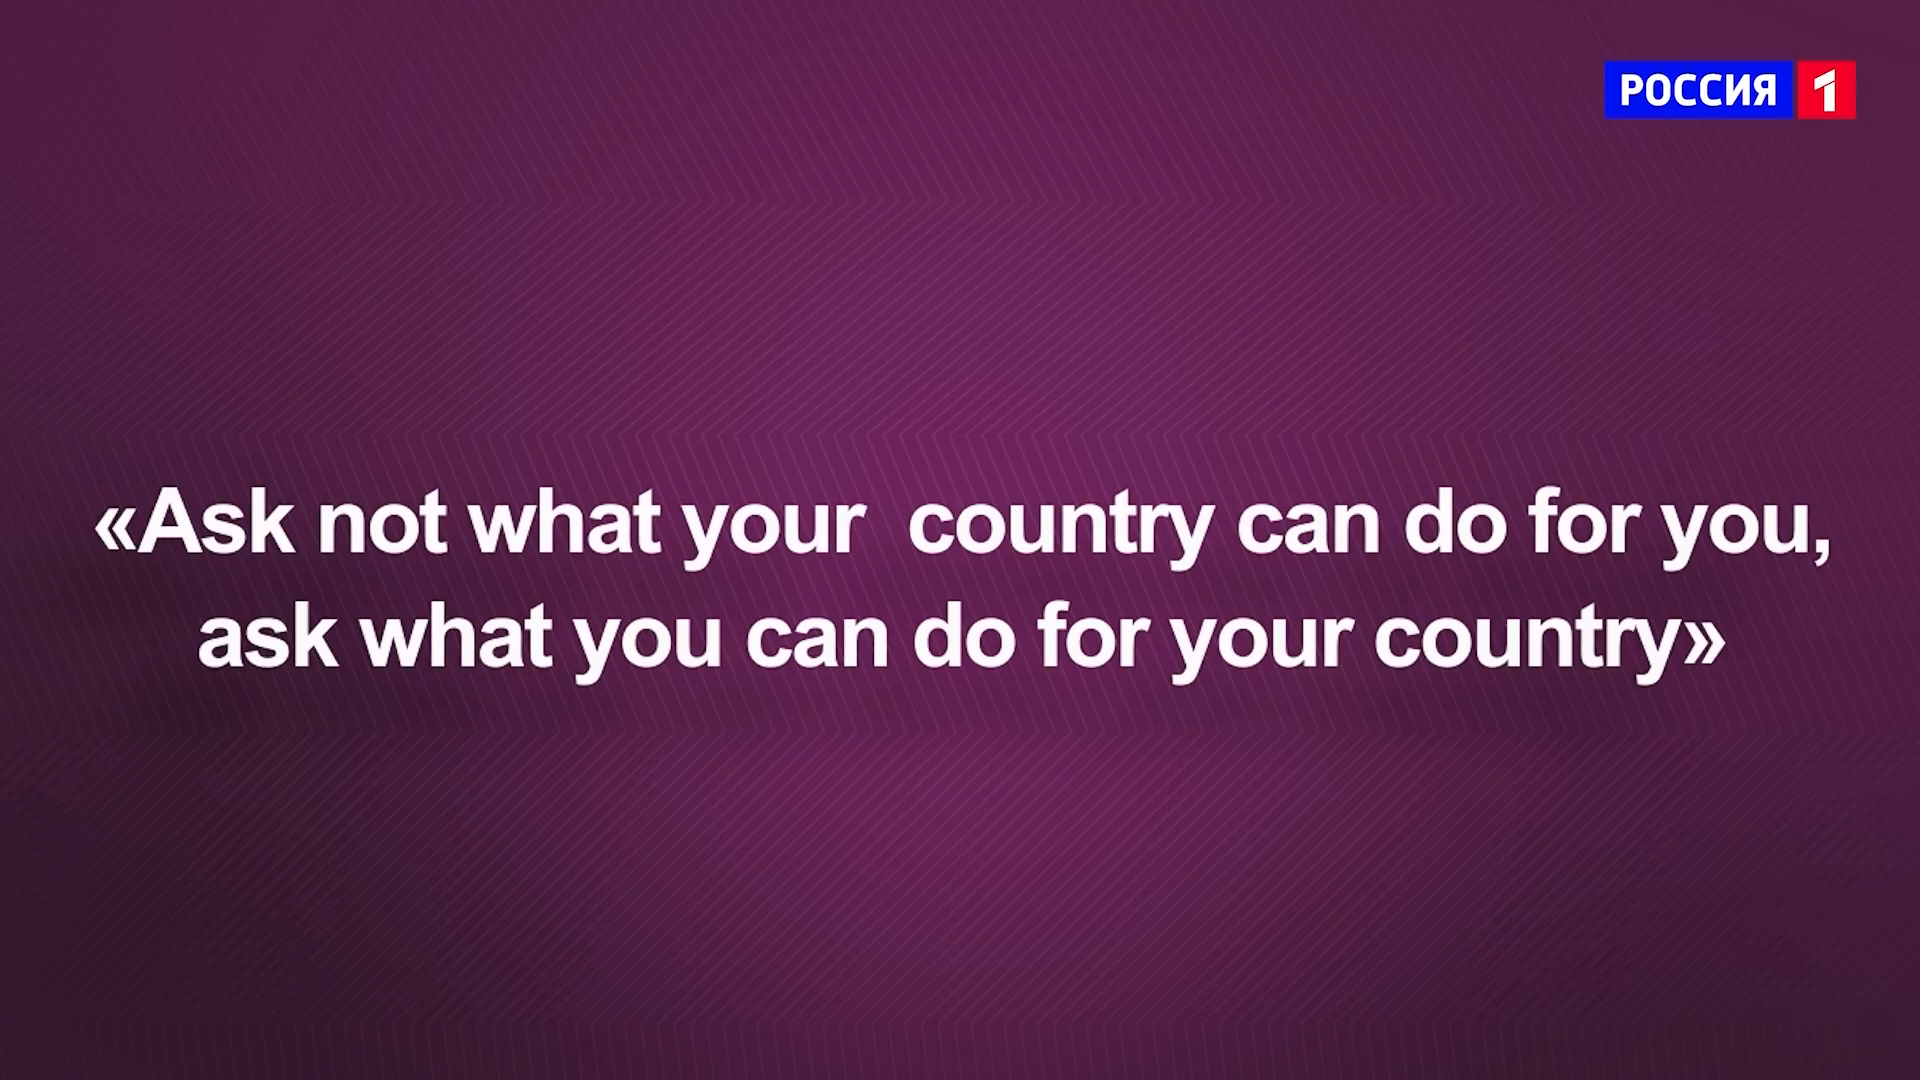 РОССИЯ 1
«Ask not what your  country can do for you,
ask what you can do for your country»